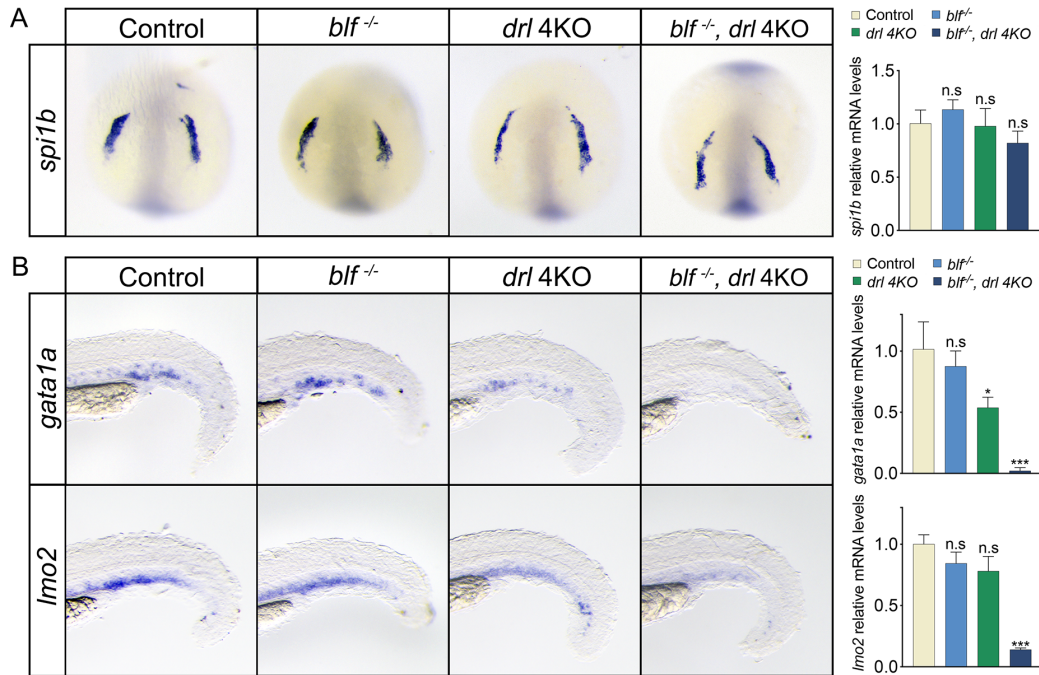 A
Control
blf -/-
drl 4KO
blf -/-, drl 4KO
spi1b
Control
blf-/-
drl 4KO
blf-/-, drl 4KO
spi1b relative mRNA levels
1.5
1.0
0.5
0.0
n.s
n.s
n.s
B
Control
blf -/-
drl 4KO
blf -/-, drl 4KO
gata1a
lmo2
Control
blf-/-
drl 4KO
blf-/-, drl 4KO
gata1a relative mRNA levels
1.0
0.5
0.0
n.s
*
***
lmo2 relative mRNA levels
1.0
0.5
0.0
n.s
n.s
***